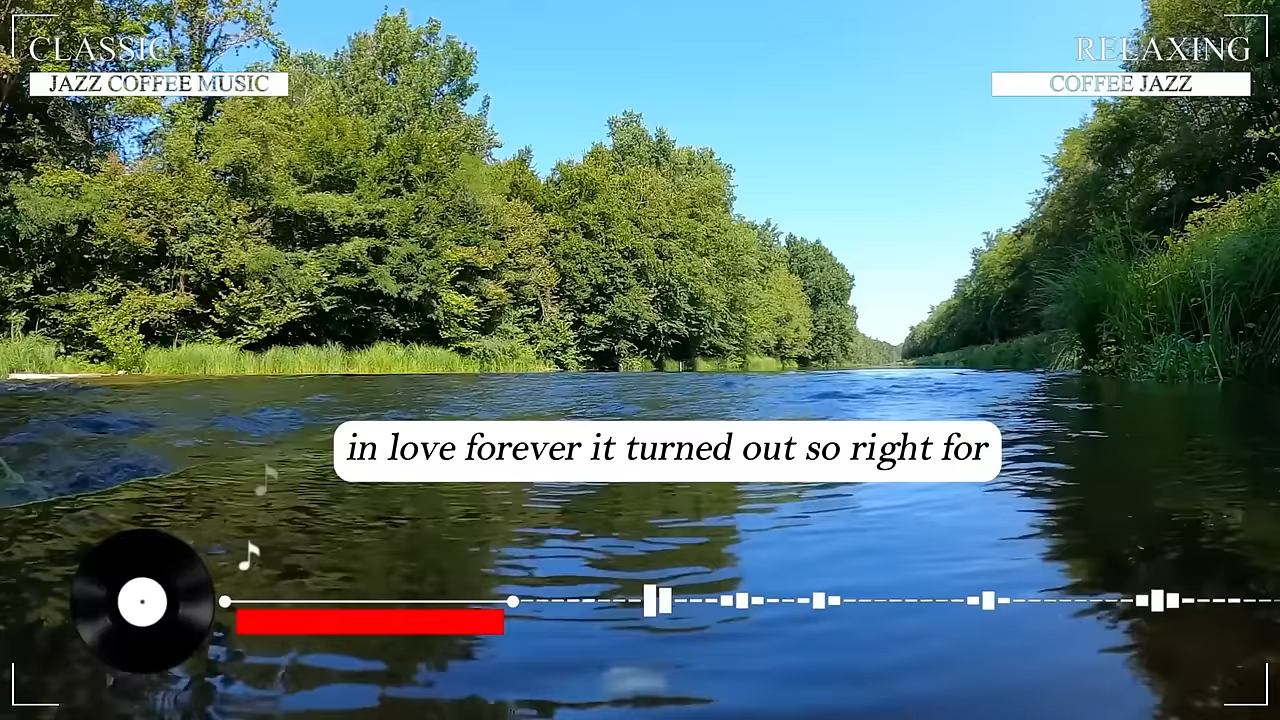 CLASSIC
JAZZ COFFEE MUSIC
RELAXING
COFFEE JAZZ
in love forever it turned out so right for